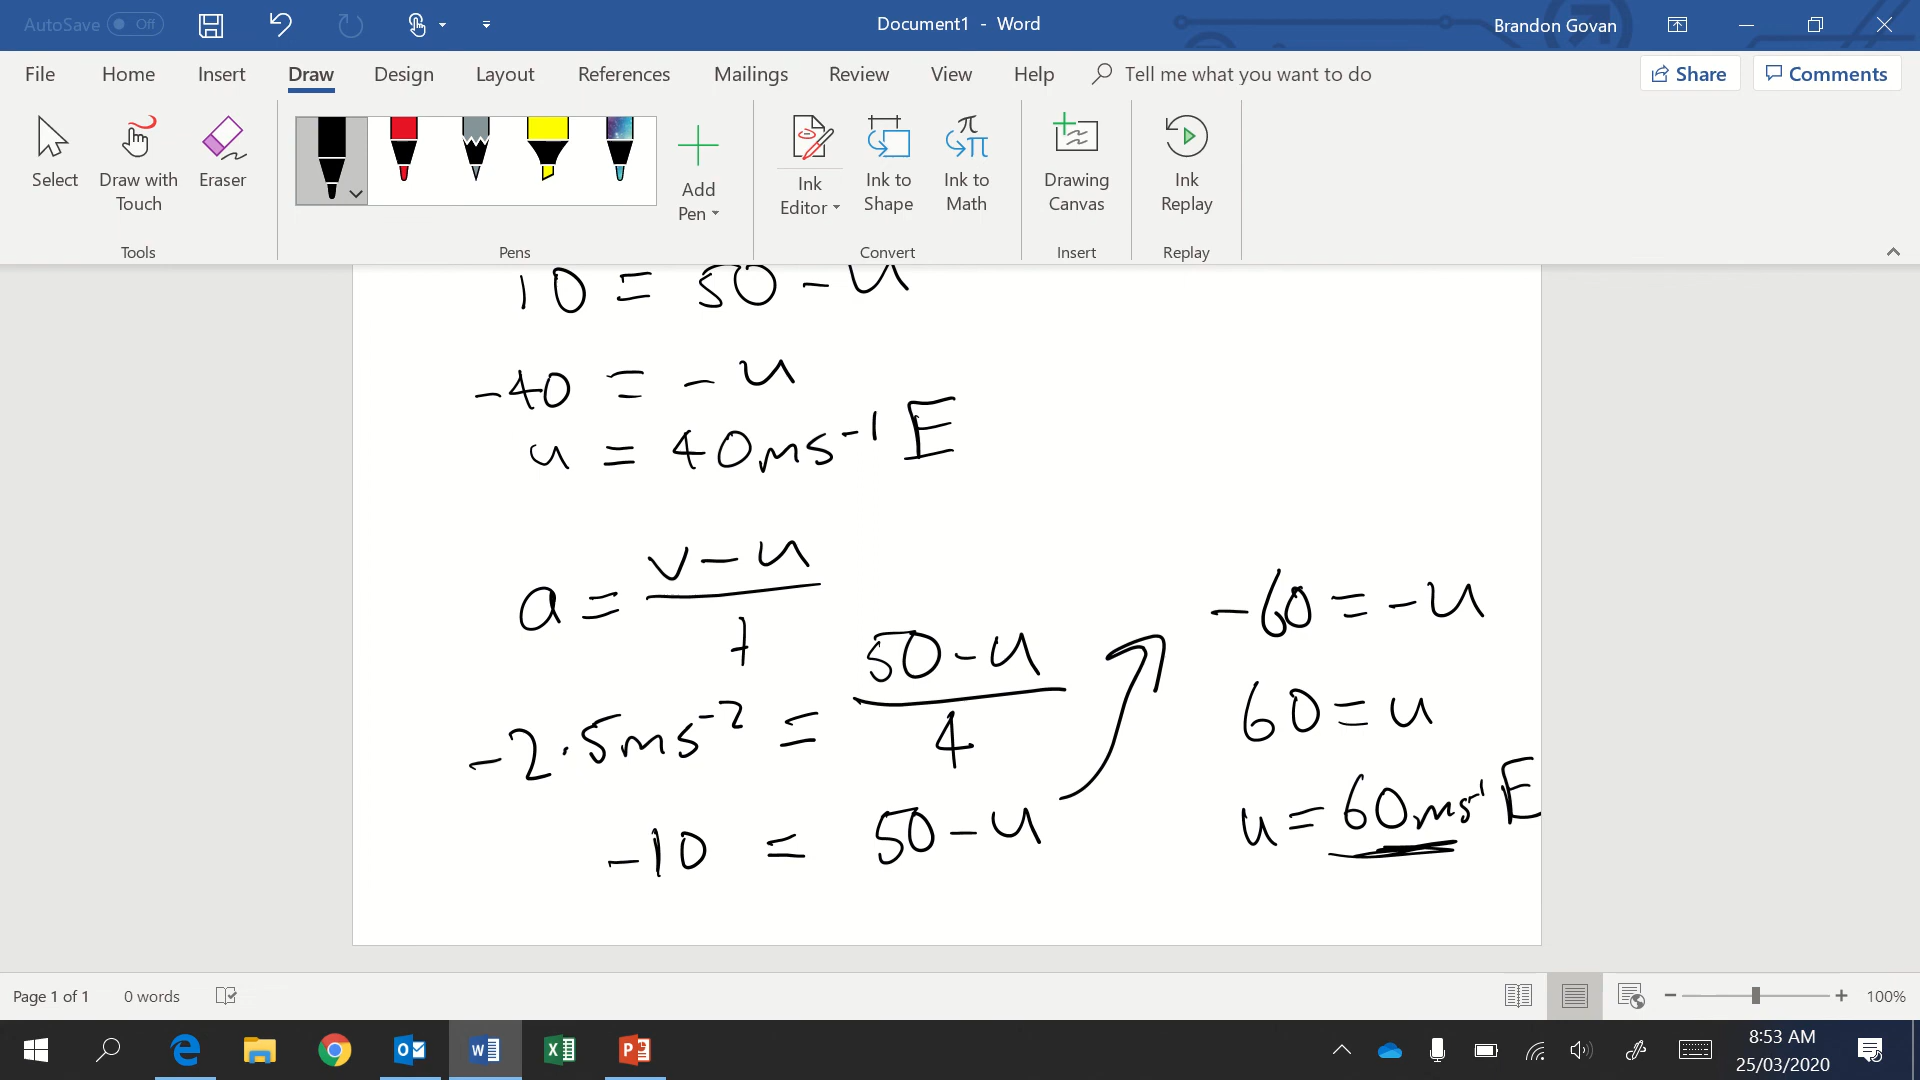 AutoSave Off
Document1 - Word
Brandon Govan
File Home Insert Draw Design Layout References Mailings Review View Help Tell me what you want to do
Share Comments
Select
Draw with Touch
Eraser
Tools
Add Pen
Pens
Ink Editor
Ink to Shape
Ink to Math
Convert
Drawing Canvas
Insert
Ink Replay
Replay
10 = 50 - u
-40 = -u
u = 40ms⁻¹ E
a = (v - u)/t
-2.5ms⁻² = (50 - u)/4
-10 = 50 - u
-60 = -u
60 = u
u = 60ms⁻¹ E
Page 1 of 1 0 words
100%
8:53 AM
25/03/2020